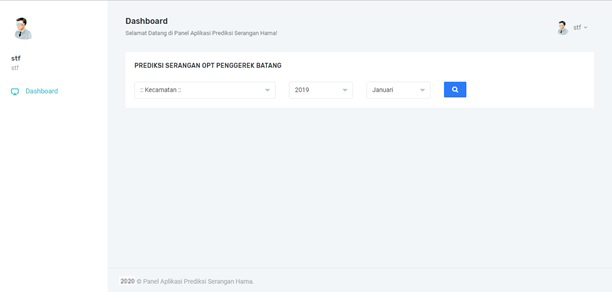 stf
stf
Dashboard
Dashboard
Selamat Datang di Panel Aplikasi Prediksi Serangan Hama!
stf
PREDIKSI SERANGAN OPT PENGGEREK BATANG
:: Kecamatan ::
2019
Januari
2020 © Panel Aplikasi Prediksi Serangan Hama.